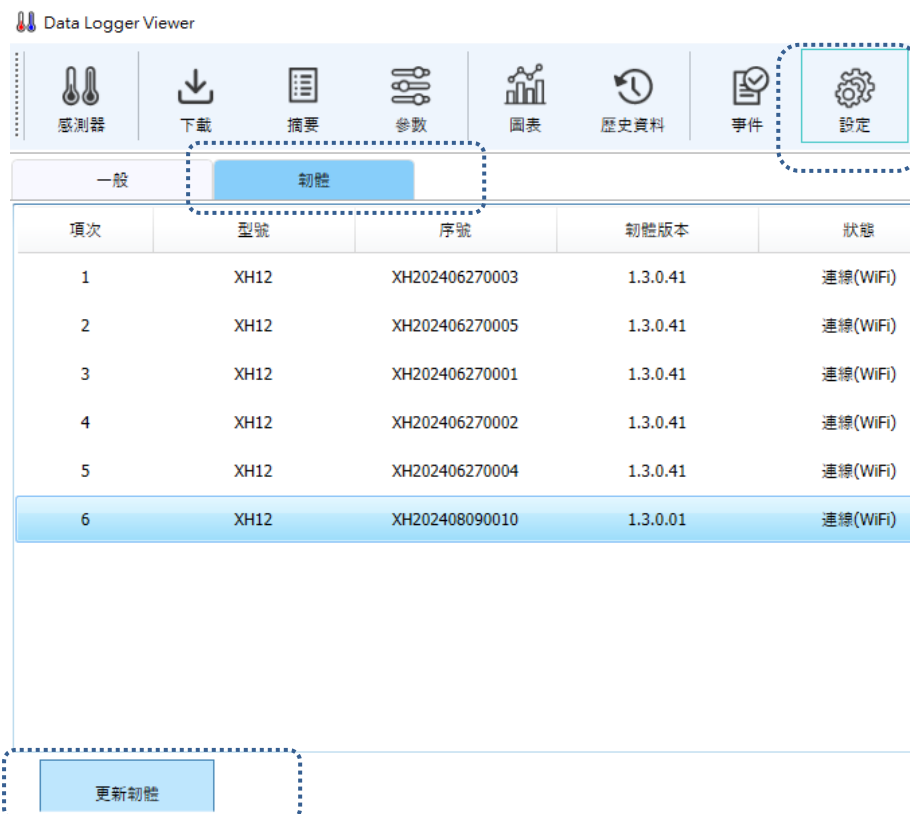 Data Logger Viewer
感測器 下載 摘要 參數 圖表 歷史資料 事件 設定
一般 韌體
項次 型號 序號 韌體版本 狀態
1 XH12 XH202406270003 1.3.0.41 連線(WiFi)
2 XH12 XH202406270005 1.3.0.41 連線(WiFi)
3 XH12 XH202406270001 1.3.0.41 連線(WiFi)
4 XH12 XH202406270002 1.3.0.41 連線(WiFi)
5 XH12 XH202406270004 1.3.0.41 連線(WiFi)
6 XH12 XH202408090010 1.3.0.01 連線(WiFi)
更新韌體